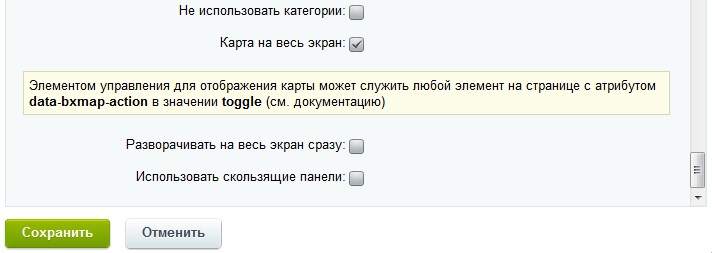 Не использовать категории:
Карта на весь экран:
Элементом управления для отображения карты может служить любой элемент на странице с атрибутом
data-bxmap-action в значении toggle (см. документацию)
Разворачивать на весь экран сразу:
Использовать скользящие панели:
Сохранить Отменить